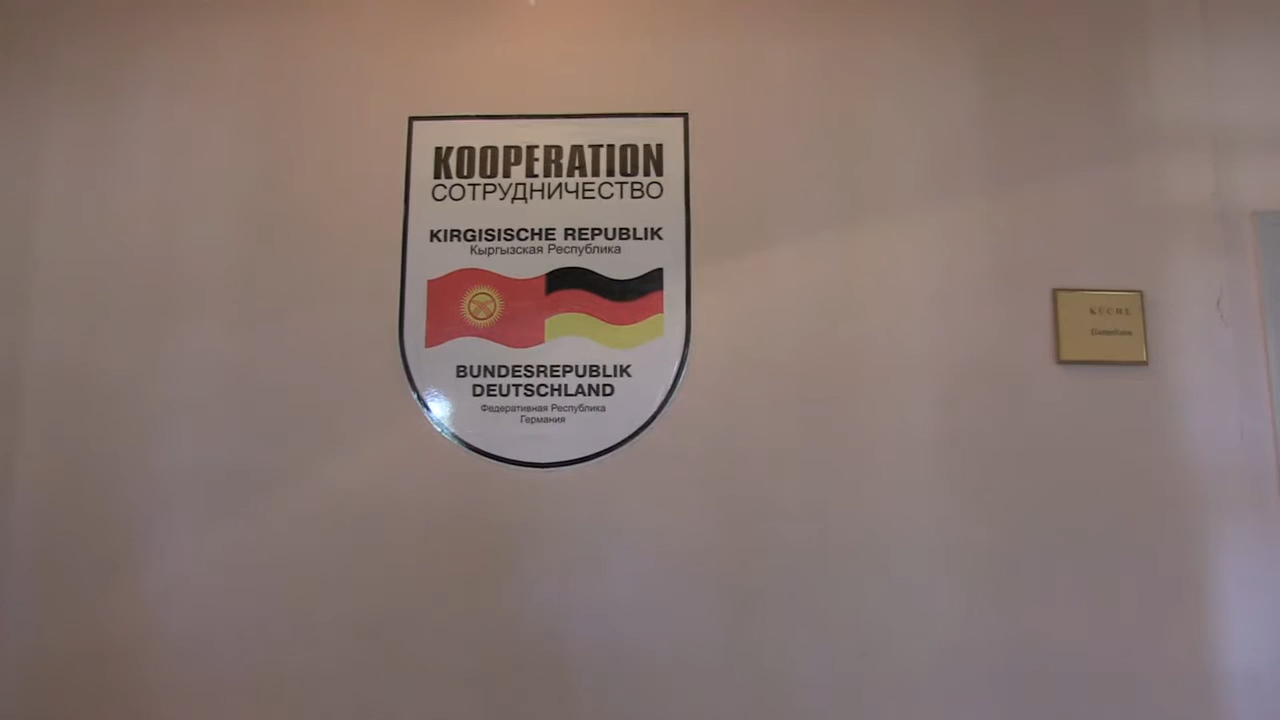 KOOPERATION
СОТРУДНИЧЕСТВО
KIRGISISCHE REPUBLIK
Кыргызская Республика
BUNDESREPUBLIK
DEUTSCHLAND
Федеративная Республика
Германия
KÜCHE